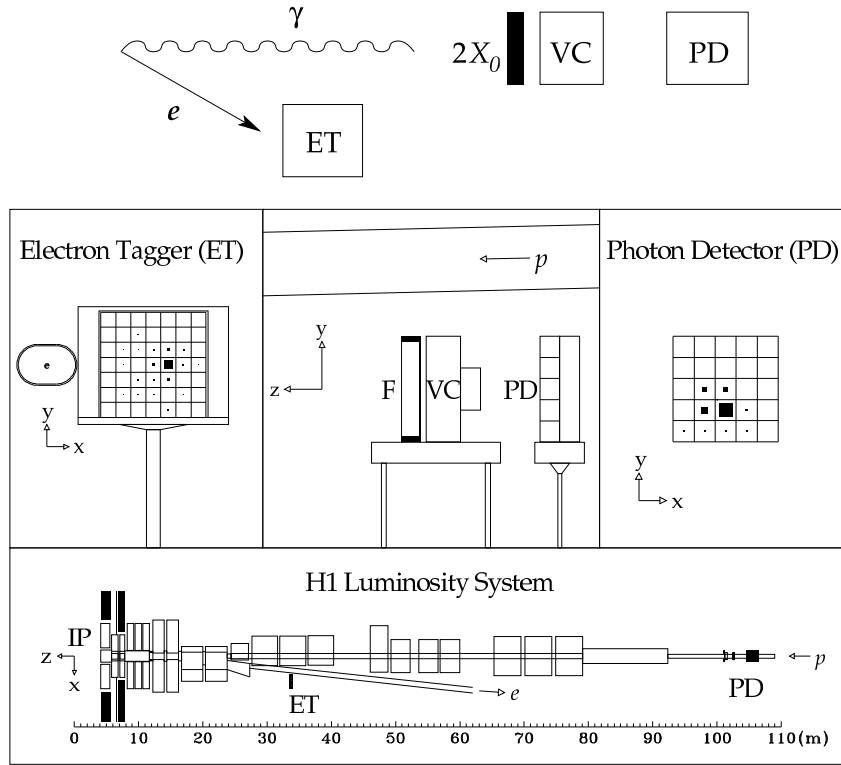 γ
2X0 VC PD
e
ET
Electron Tagger (ET)
Photon Detector (PD)
p
y
z
F VC PD
e
y
x
y
x
H1 Luminosity System
IP
z
x
ET
e
PD
p
0 10 20 30 40 50 60 70 80 90 100 110(m)